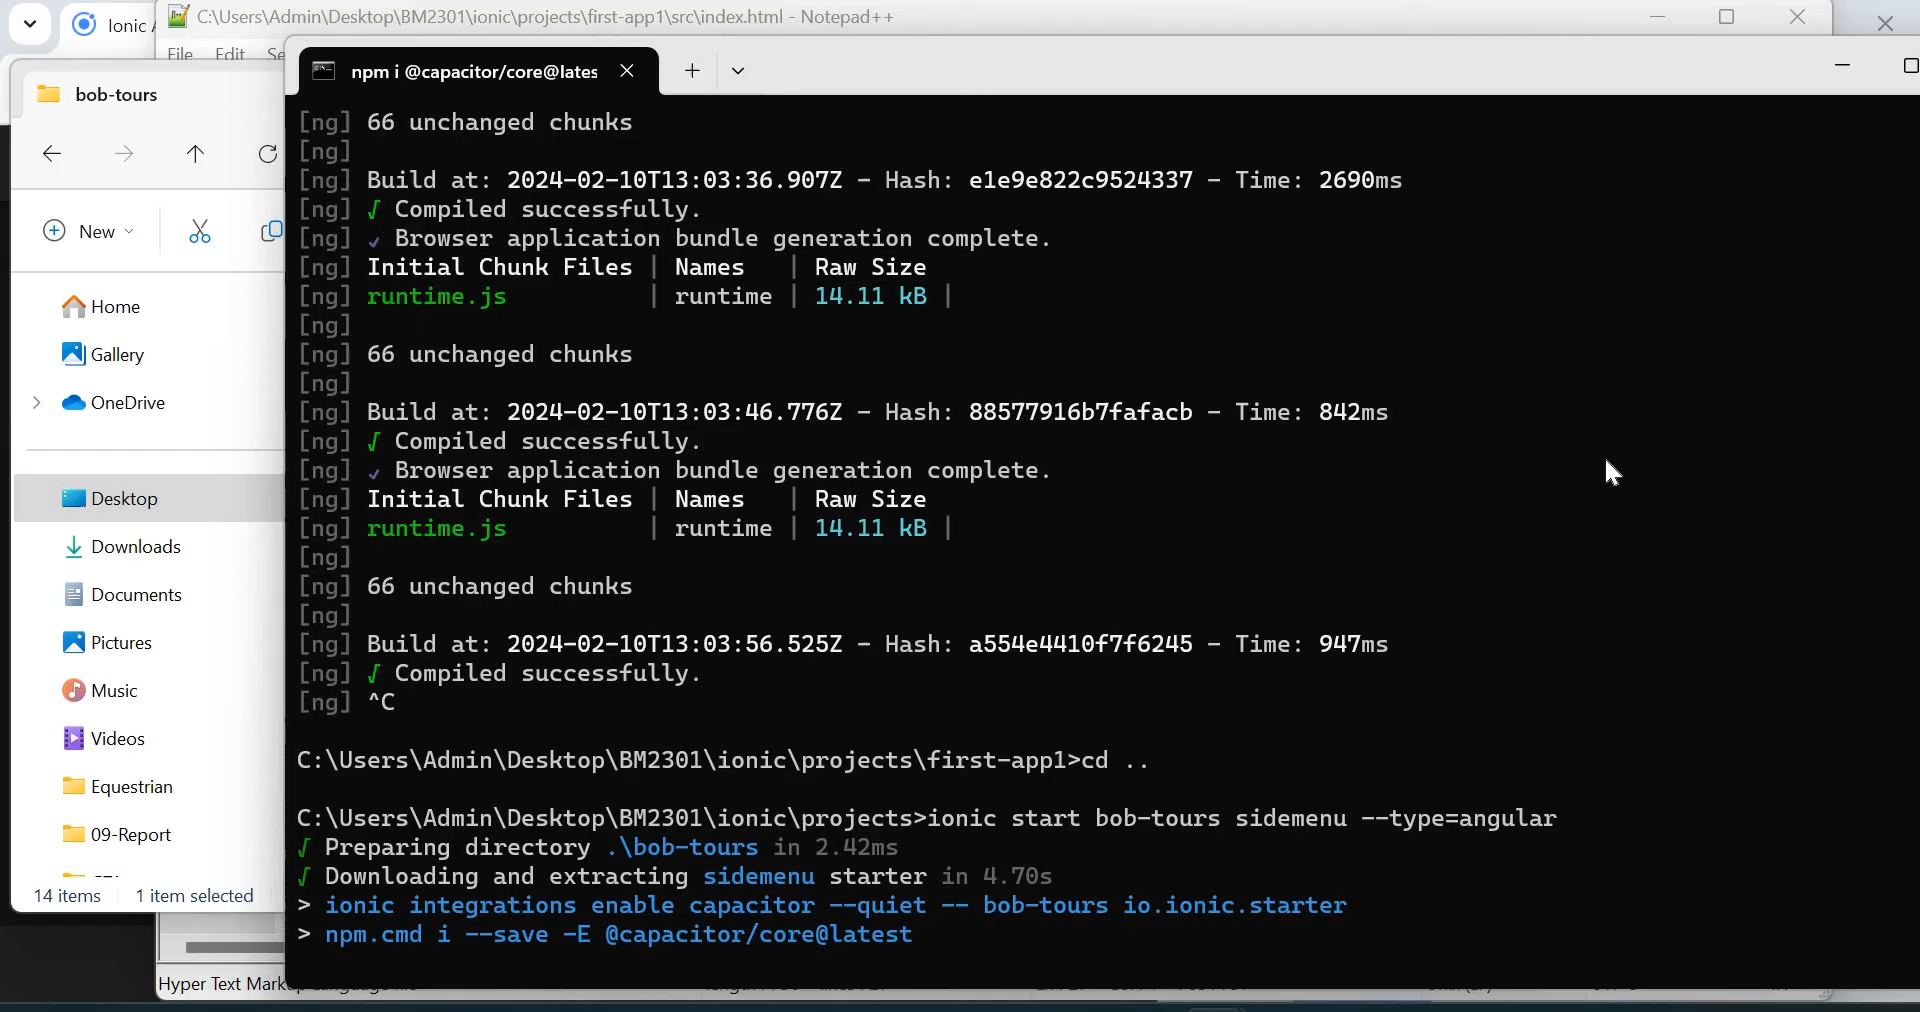 Ionic
C:\Users\Admin\Desktop\BM2301\ionic\projects\first-app1\src\index.html - Notepad++
File Edit Se
npm i @capacitor/core@lates
bob-tours
New
Home
Gallery
OneDrive
Desktop
Downloads
Documents
Pictures
Music
Videos
Equestrian
09-Report
14 items 1 item selected
Hyper Text
[ng] 66 unchanged chunks
[ng]
[ng] Build at: 2024-02-10T13:03:36.907Z - Hash: e1e9e822c9524337 - Time: 2690ms
[ng] √ Compiled successfully.
[ng] ✓ Browser application bundle generation complete.
[ng] Initial Chunk Files | Names | Raw Size
[ng] runtime.js | runtime | 14.11 kB |
[ng]
[ng] 66 unchanged chunks
[ng]
[ng] Build at: 2024-02-10T13:03:46.776Z - Hash: 88577916b7fafacb - Time: 842ms
[ng] √ Compiled successfully.
[ng] ✓ Browser application bundle generation complete.
[ng] Initial Chunk Files | Names | Raw Size
[ng] runtime.js | runtime | 14.11 kB |
[ng]
[ng] 66 unchanged chunks
[ng]
[ng] Build at: 2024-02-10T13:03:56.525Z - Hash: a554e4410f7f6245 - Time: 947ms
[ng] √ Compiled successfully.
[ng] ^C
C:\Users\Admin\Desktop\BM2301\ionic\projects\first-app1>cd ..
C:\Users\Admin\Desktop\BM2301\ionic\projects>ionic start bob-tours sidemenu --type=angular
√ Preparing directory .\bob-tours in 2.42ms
√ Downloading and extracting sidemenu starter in 4.70s
> ionic integrations enable capacitor --quiet -- bob-tours io.ionic.starter
> npm.cmd i --save -E @capacitor/core@latest